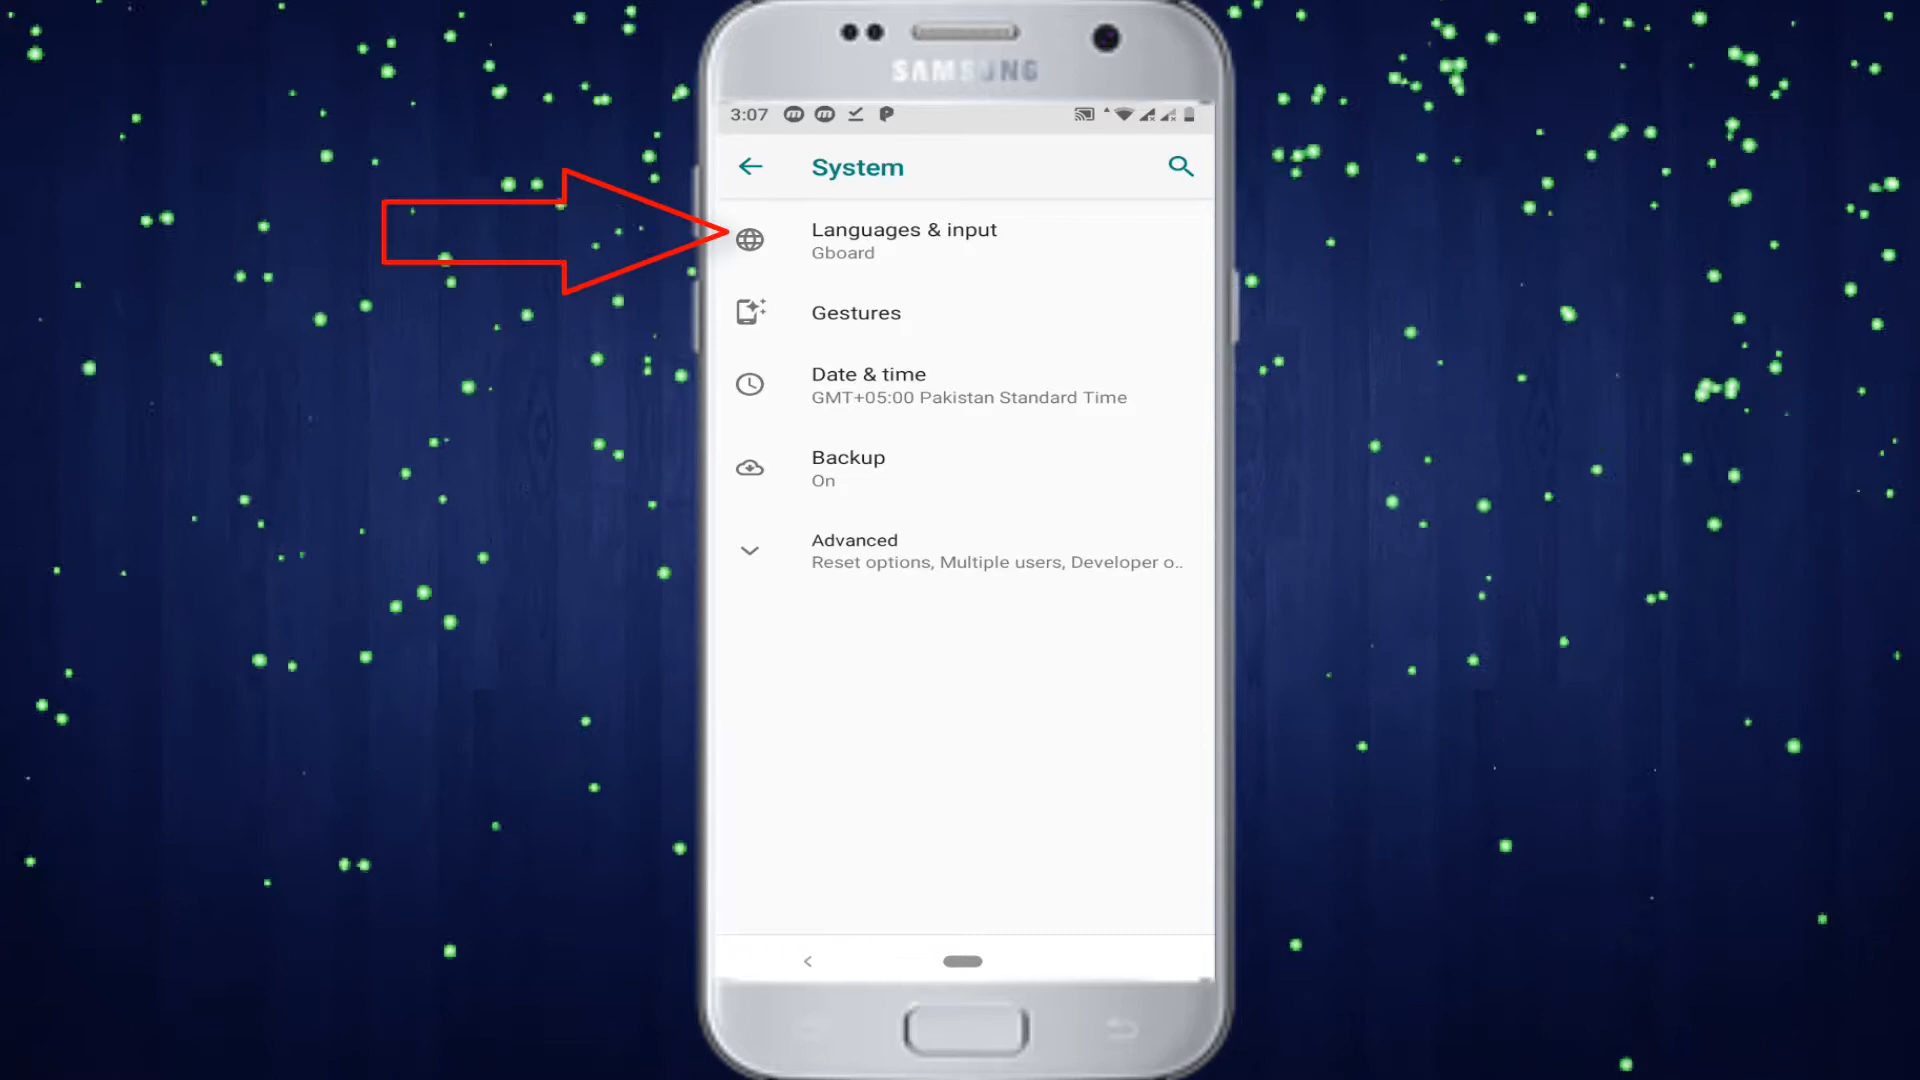 SAMSUNG
3:07
System
Languages & input
Gboard
Gestures
Date & time
GMT+05:00 Pakistan Standard Time
Backup
On
Advanced
Reset options, Multiple users, Developer o..